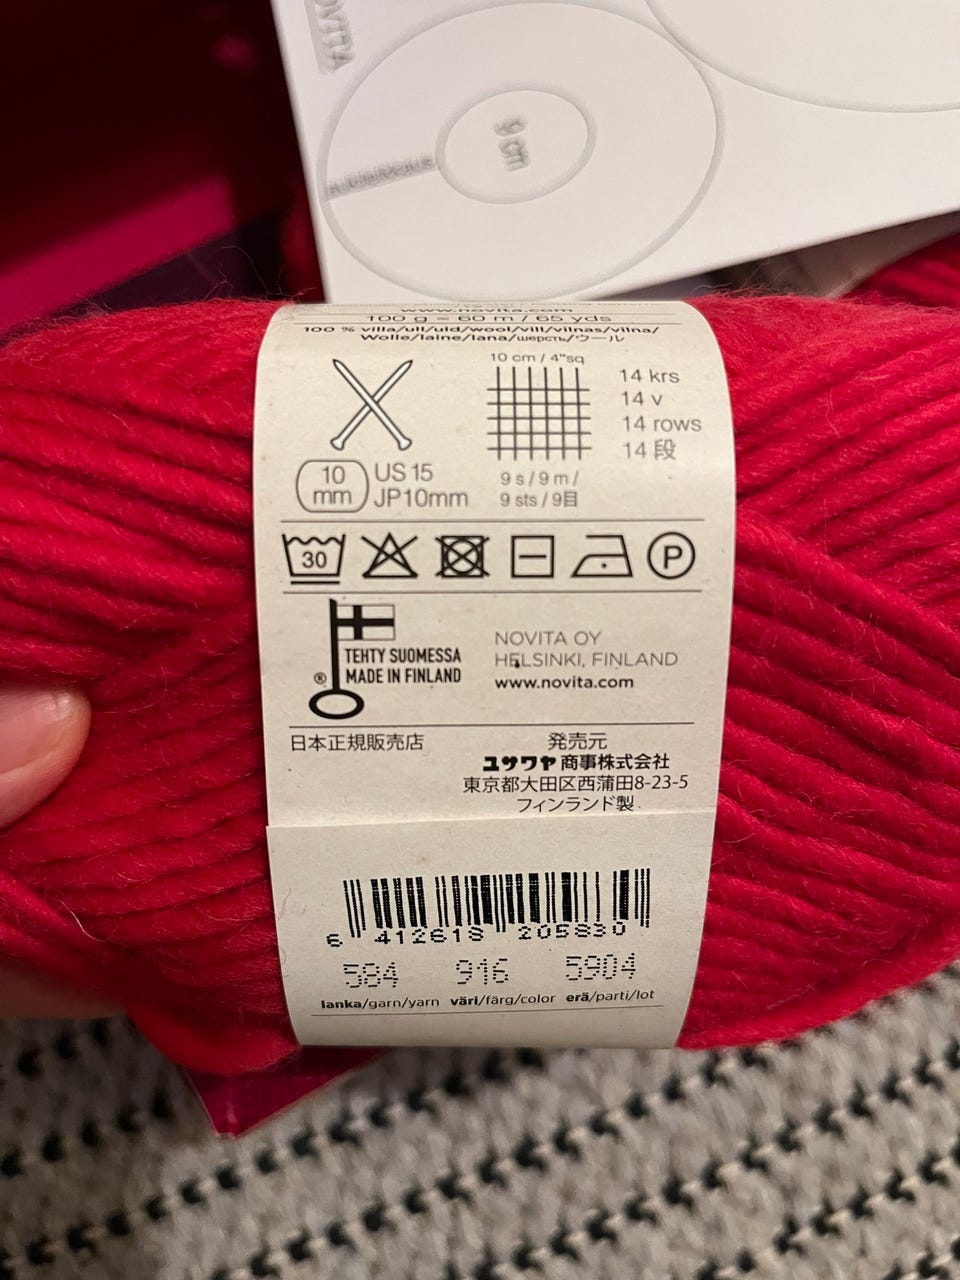 9 cm
www.novita.com
100 g = 60 m / 65 yds
100 % villa/ull/uld/wool/vill/vilnas/vilna/
Wolle/laine/lana/шерсть/ウール
10 cm / 4"sq
14 krs
14 v
14 rows
14 段
10 mm
US 15
JP10mm
9 s / 9 m /
9 sts / 9目
30
P
TEHTY SUOMESSA
® MADE IN FINLAND
NOVITA OY
HELSINKI, FINLAND
www.novita.com
日本正規販売店
発売元
ユザワヤ商事株式会社
東京都大田区西蒲田8-23-5
フィンランド製
6 412618 205830
584 916 5904
lanka/garn/yarn väri/färg/color erä/parti/lot